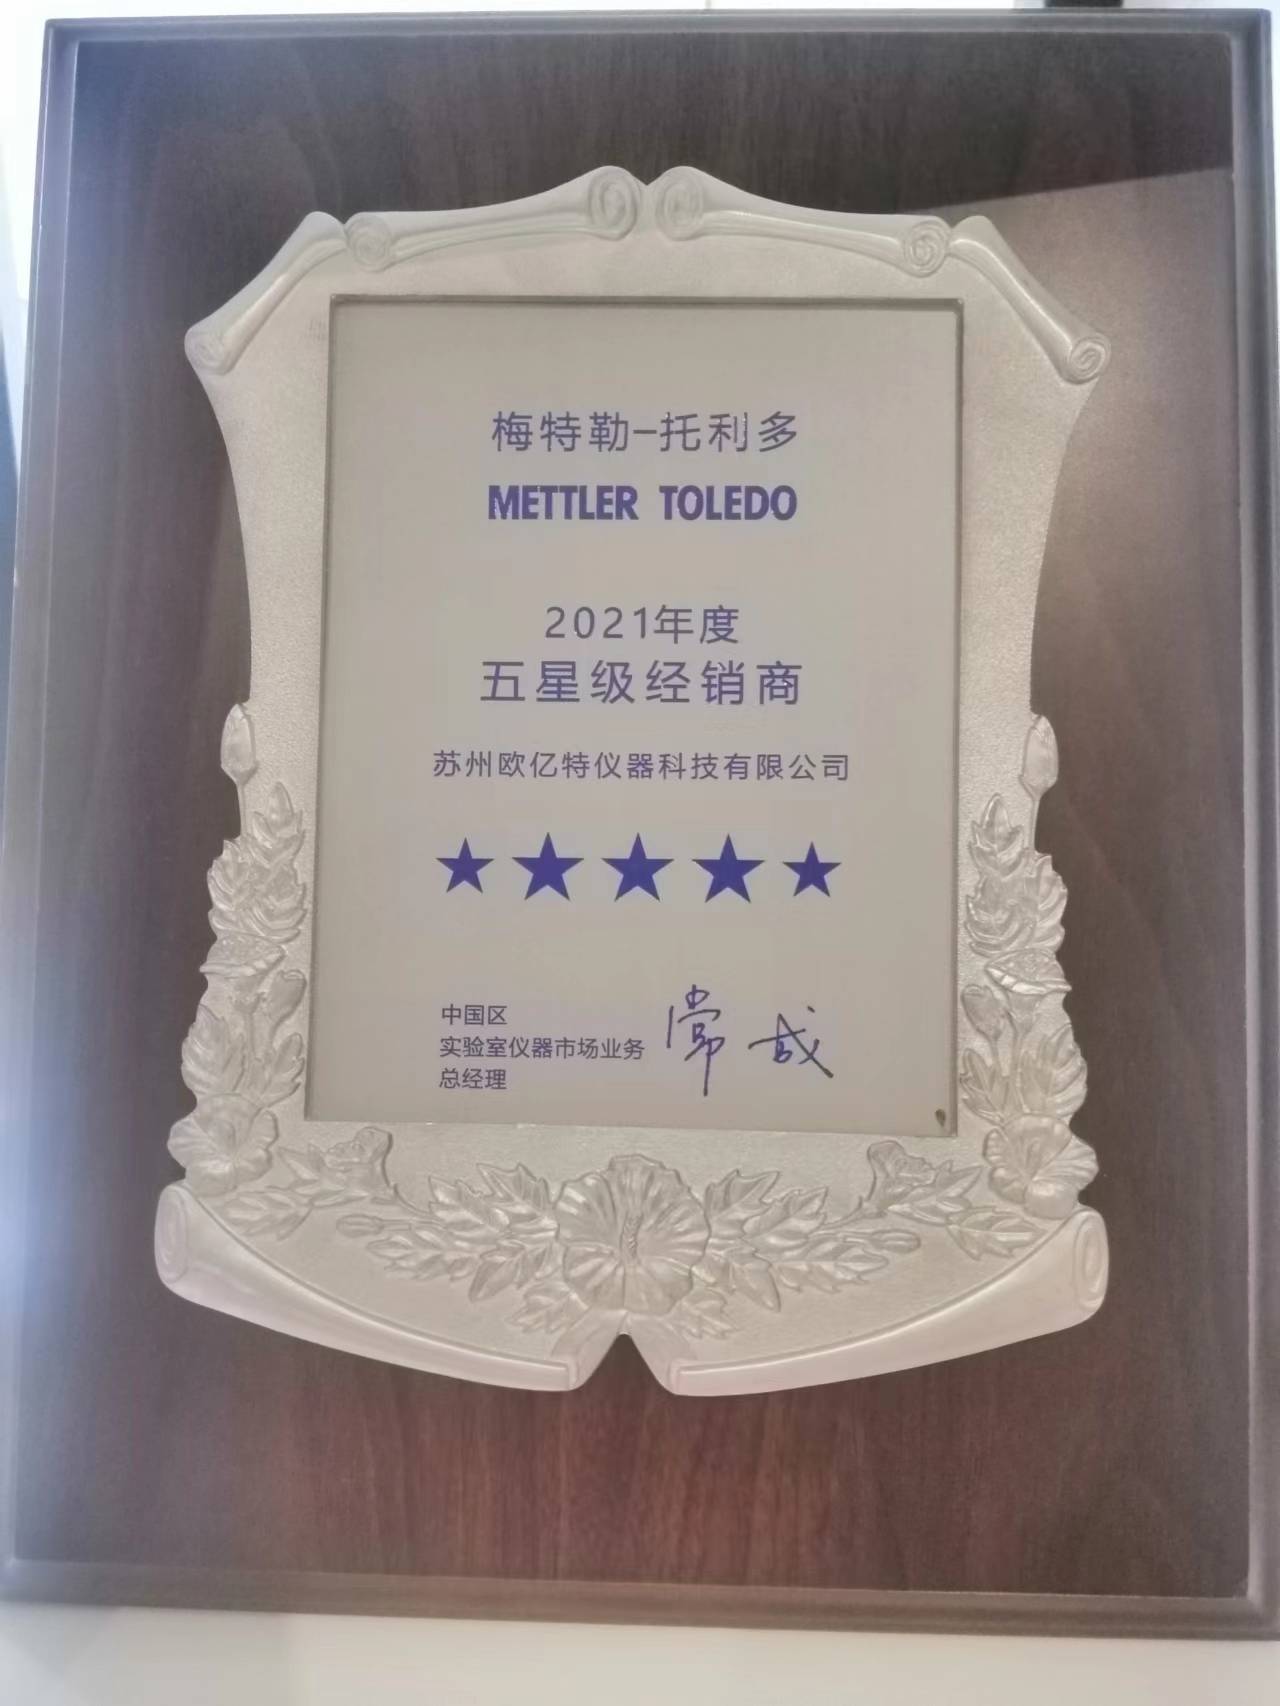 梅特勒-托利多
METTLER TOLEDO
2021年度
五星级经销商
苏州欧亿特仪器科技有限公司
中国区
实验室仪器市场业务
总经理